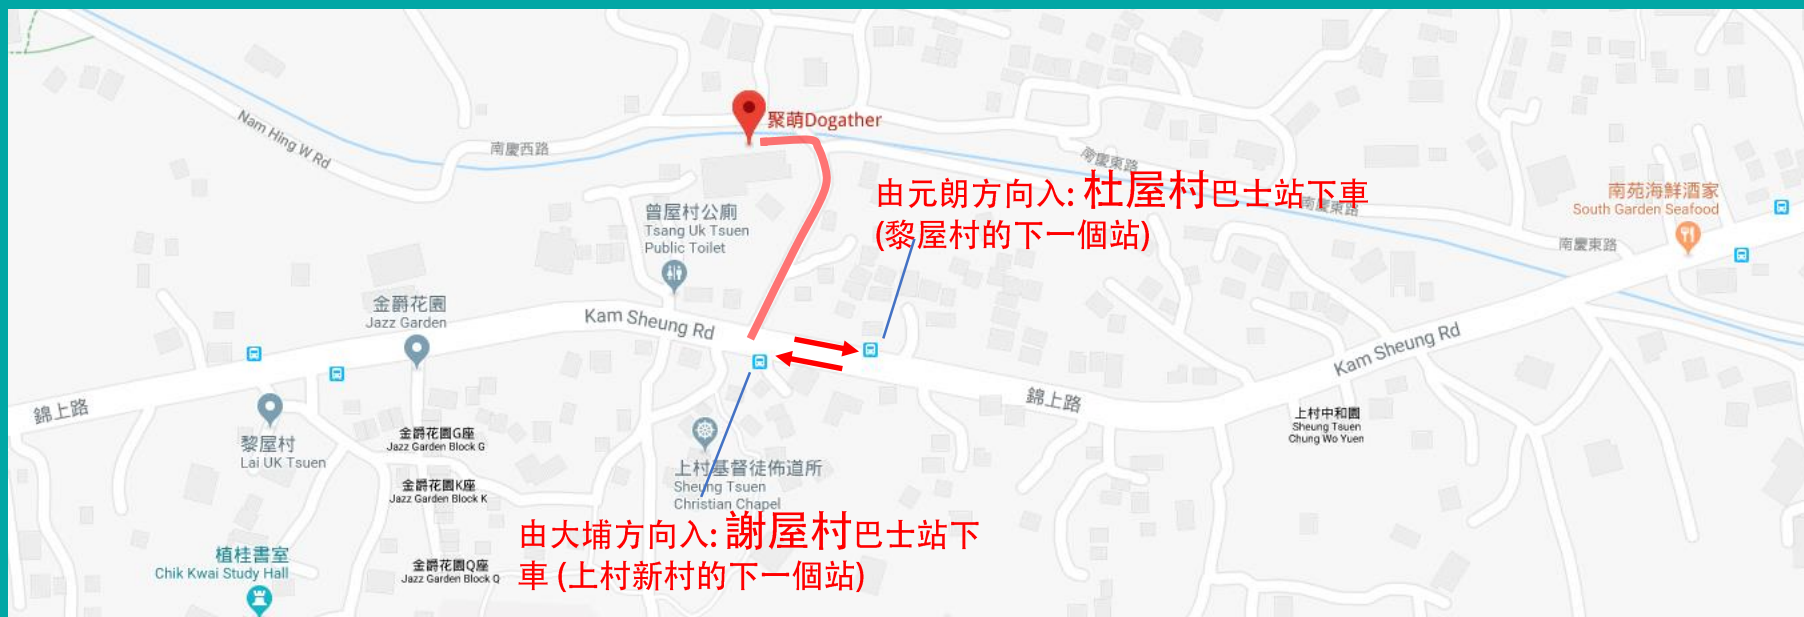 Nam Hing W Rd
南慶西路
聚萌Dogather
南慶東路
由元朗方向入: 杜屋村巴士站下車
(黎屋村的下一個站)
南慶東路
南苑海鮮酒家
South Garden Seafood
南慶東路
曾屋村公廁
Tsang Uk Tsuen
Public Toilet
金爵花園
Jazz Garden
Kam Sheung Rd
Kam Sheung Rd
錦上路
錦上路
黎屋村
Lai UK Tsuen
金爵花園G座
Jazz Garden Block G
金爵花園K座
Jazz Garden Block K
上村中和園
Sheung Tsuen
Chung Wo Yuen
上村基督徒佈道所
Sheung Tsuen
Christian Chapel
由大埔方向入: 謝屋村巴士站下
車 (上村新村的下一個站)
植桂書室
Chik Kwai Study Hall
金爵花園Q座
Jazz Garden Block Q